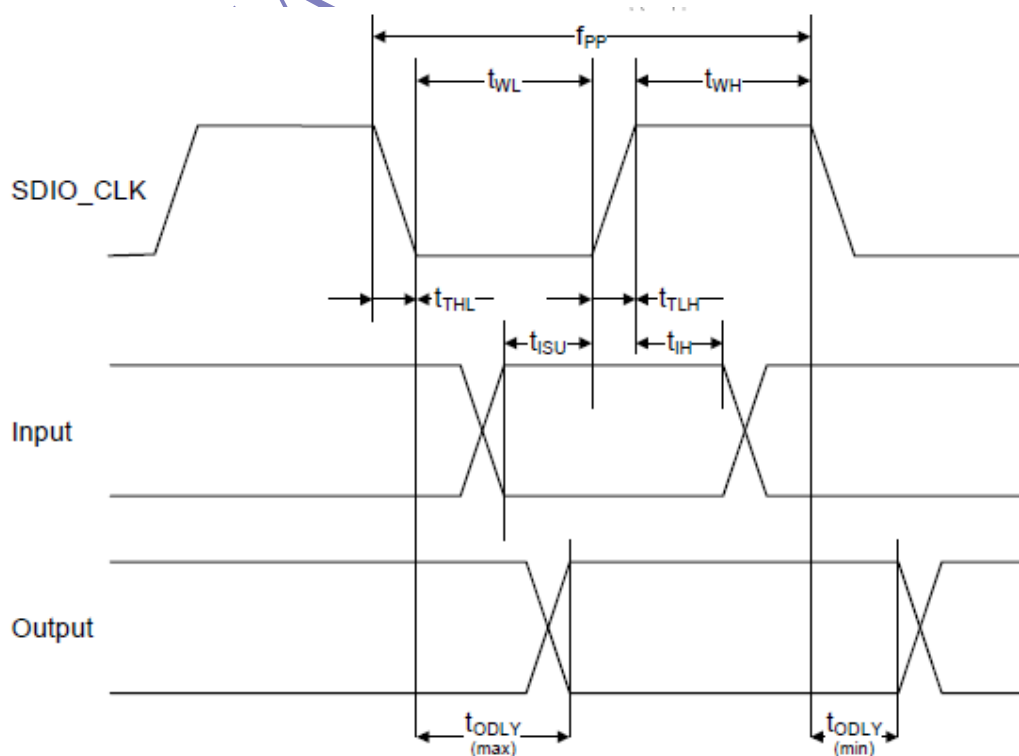 fPP
tWL
tWH
SDIO_CLK
tTHL
tTLH
tISU
tIH
Input
Output
tODLY
(max)
tODLY
(min)